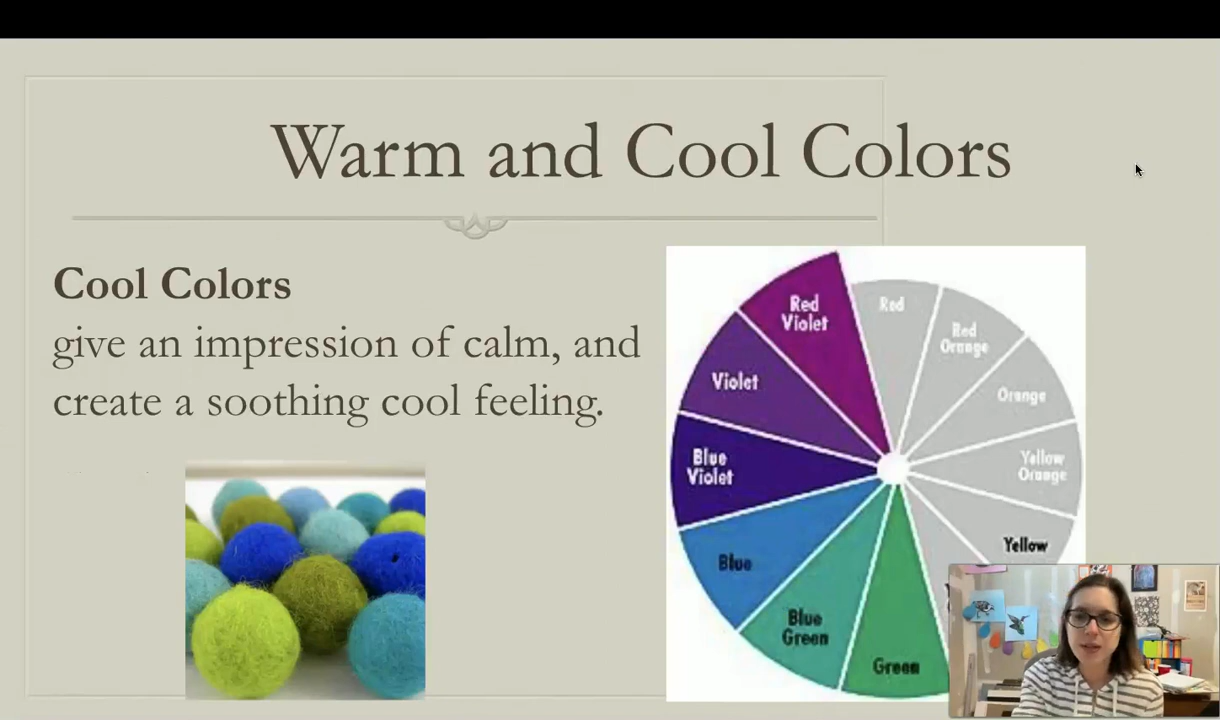 Warm and Cool Colors
Cool Colors
give an impression of calm, and
create a soothing cool feeling.
Red
Violet
Red
Red
Orange
Violet
Orange
Blue
Violet
Yellow
Orange
Yellow
Blue
Blue
Green
Green